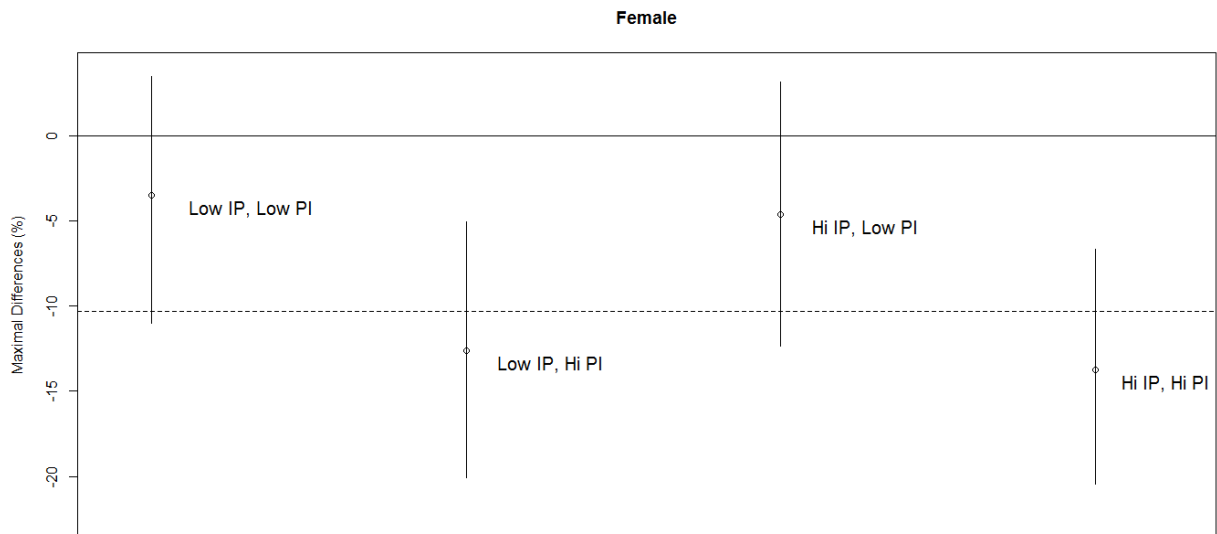 Female
Maximal Differences (%)
0
-5
-10
-15
-20
Low IP, Low PI
Low IP, Hi PI
Hi IP, Low PI
Hi IP, Hi PI